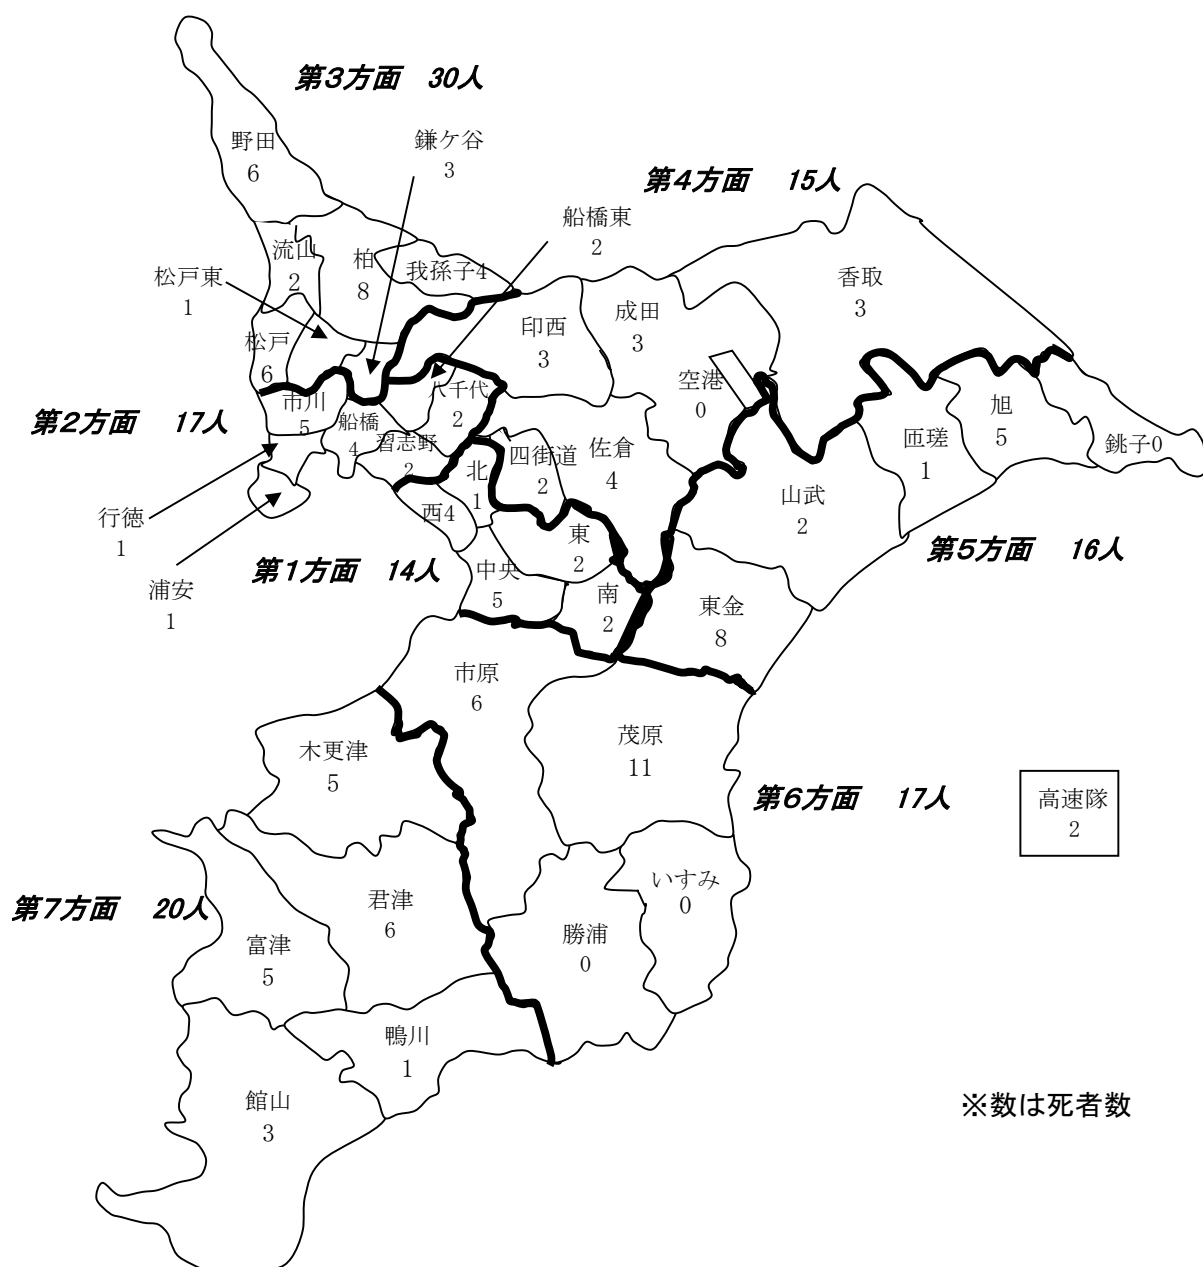 第3方面　30人
野田
6
鎌ケ谷
3
第4方面　15人
船橋東
2
流山
2
柏
8
我孫子4
松戸東
1
香取
3
成田
3
印西
3
松戸
6
空港
0
八千代
2
市川
5
船橋
4
習志野
2
第2方面　17人
旭
5
銚子0
匝瑳
1
四街道
2
佐倉
4
北
1
西4
山武
2
行徳
1
東
2
第5方面　16人
第1方面　14人
中央
5
浦安
1
南
2
東金
8
市原
6
茂原
11
木更津
5
第6方面　17人
高速隊
2
いすみ
0
君津
6
第7方面　20人
富津
5
勝浦
0
鴨川
1
館山
3
※数は死者数